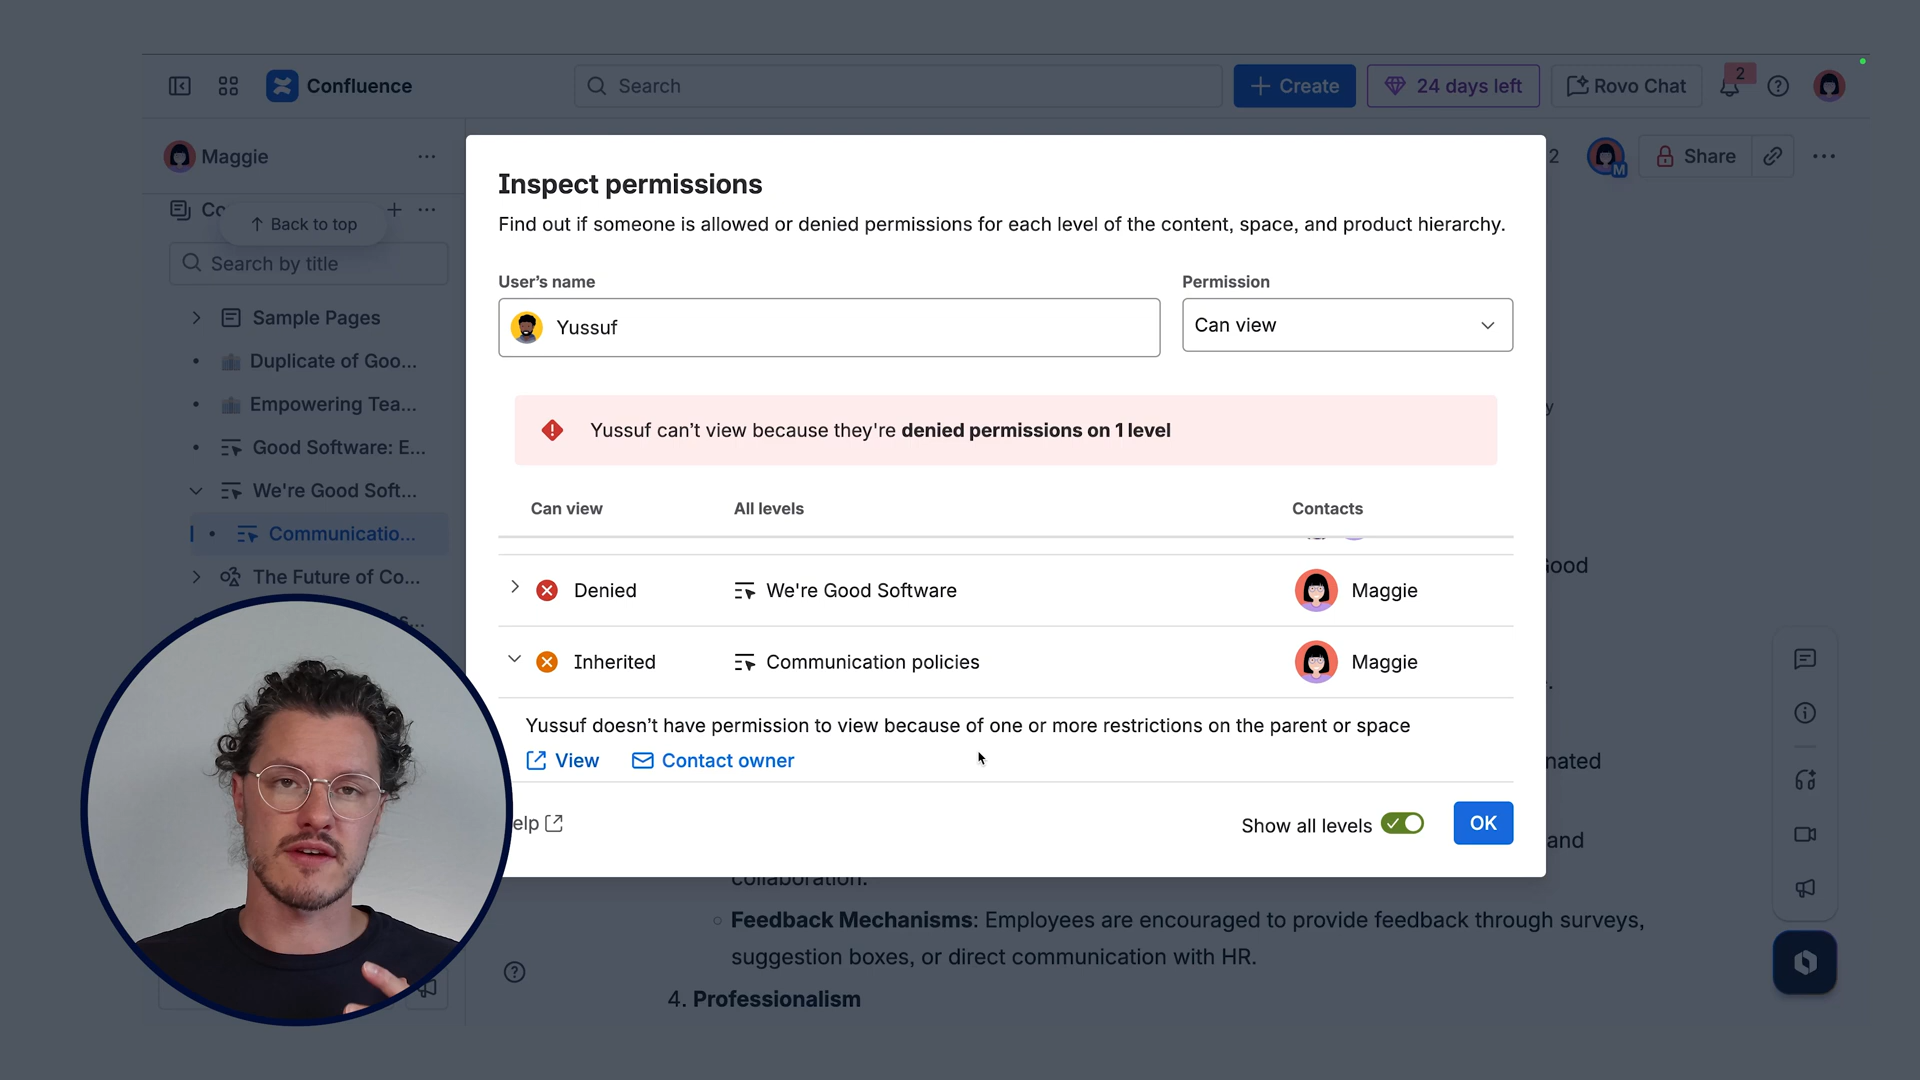 Confluence
Search
Create
24 days left
Rovo Chat
2
Maggie
2
M
Share
Co
Back to top
Search by title
Sample Pages
Duplicate of Goo...
Empowering Tea...
Good Software: E...
We're Good Soft...
Communicatio...
The Future of Co...
Inspect permissions
Find out if someone is allowed or denied permissions for each level of the content, space, and product hierarchy.
User's name
Permission
Yussuf
Can view
Yussuf can't view because they're denied permissions on 1 level
Can view
All levels
Contacts
Denied
We're Good Software
Maggie
Inherited
Communication policies
Maggie
Yussuf doesn't have permission to view because of one or more restrictions on the parent or space
View
Contact owner
elp
Show all levels
OK
y
ood
nated
and
collaboration.
Feedback Mechanisms: Employees are encouraged to provide feedback through surveys,
suggestion boxes, or direct communication with HR.
4. Professionalism